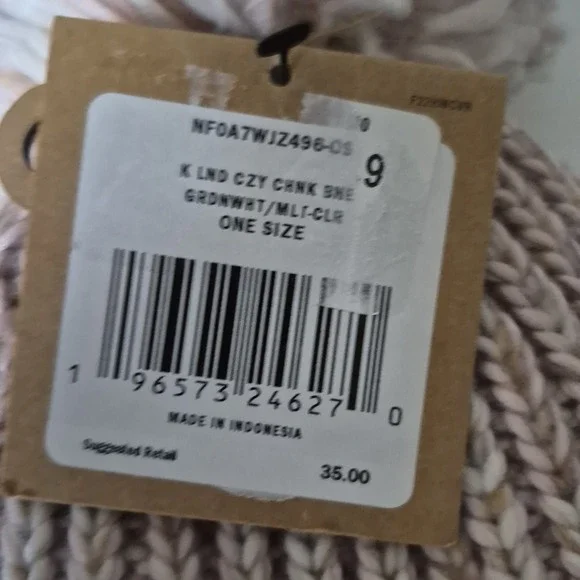 0
NF0A7WJZ496-OS
9
K LND CZY CHNK BNE
GRDNWHT/MLT-CLR
ONE SIZE
1 96573 24627 0
MADE IN INDONESIA
Suggested Retail
35.00